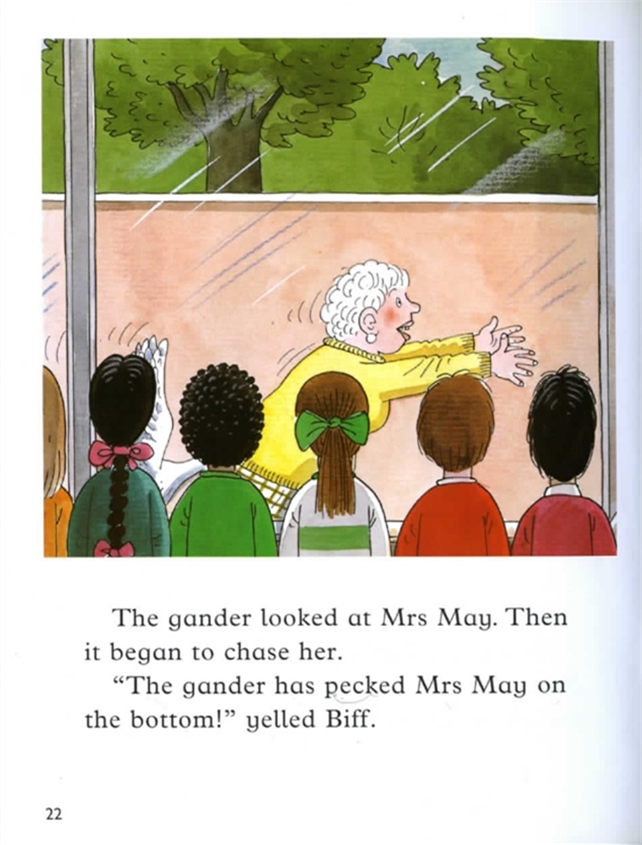 The gander looked at Mrs May. Then
it began to chase her.
“The gander has pecked Mrs May on
the bottom!” yelled Biff.
22